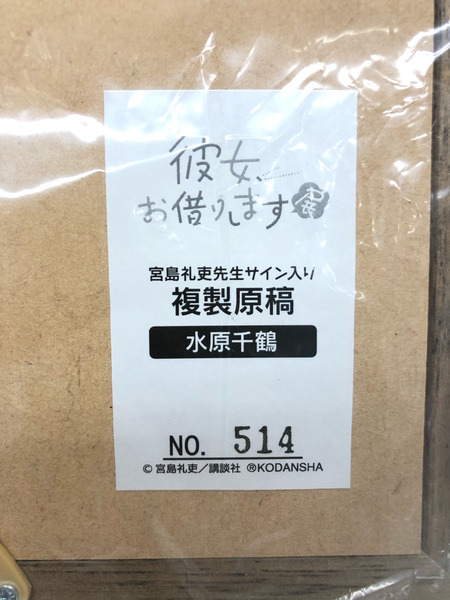 彼女、
お借りします
宮島礼吏先生サイン入り
複製原稿
水原千鶴
NO. 514
© 宮島礼吏/講談社 ®KODANSHA